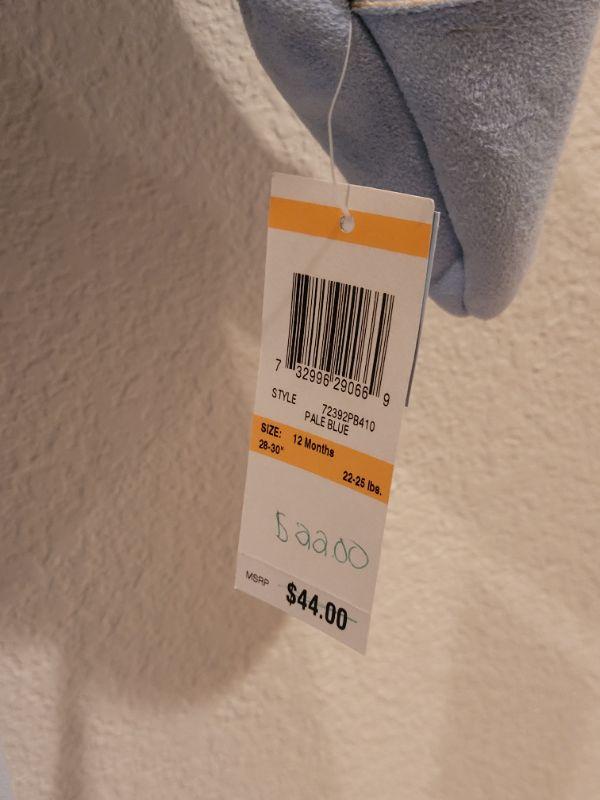 7 32996 29066 9
STYLE 72392PB410
PALE BLUE
SIZE: 12 Months
28-30" 22-25 lbs.
$22.00
MSRP $44.00